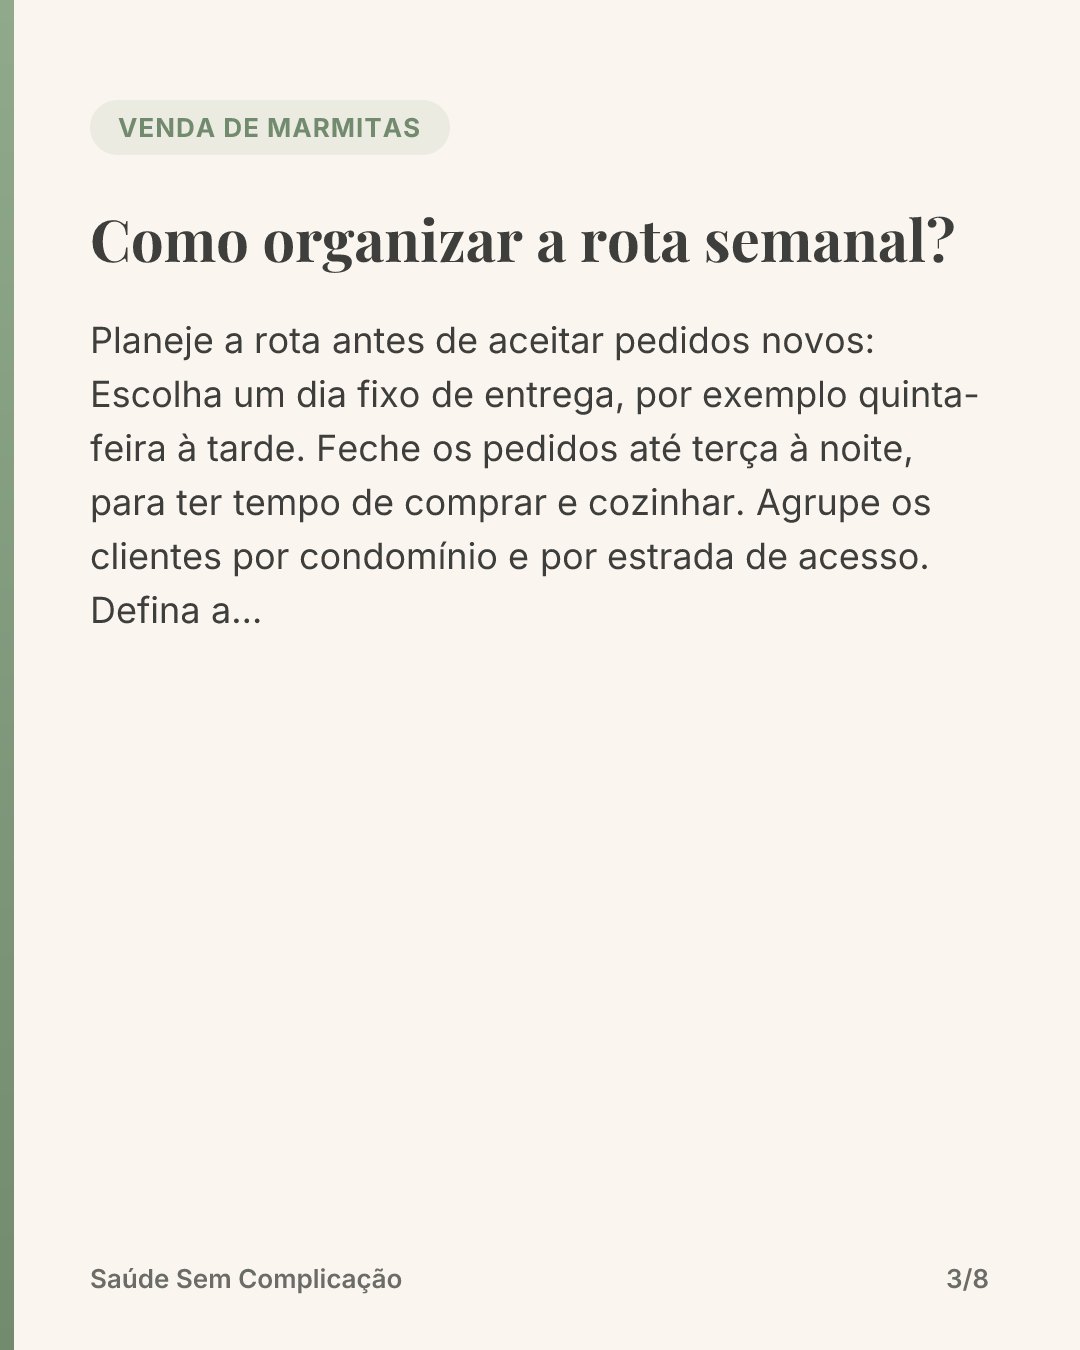 VENDA DE MARMITAS
Como organizar a rota semanal?
Planeje a rota antes de aceitar pedidos novos:
Escolha um dia fixo de entrega, por exemplo quinta-
feira à tarde. Feche os pedidos até terça à noite,
para ter tempo de comprar e cozinhar. Agrupe os
clientes por condomínio e por estrada de acesso.
Defina a...
Saúde Sem Complicação
3/8